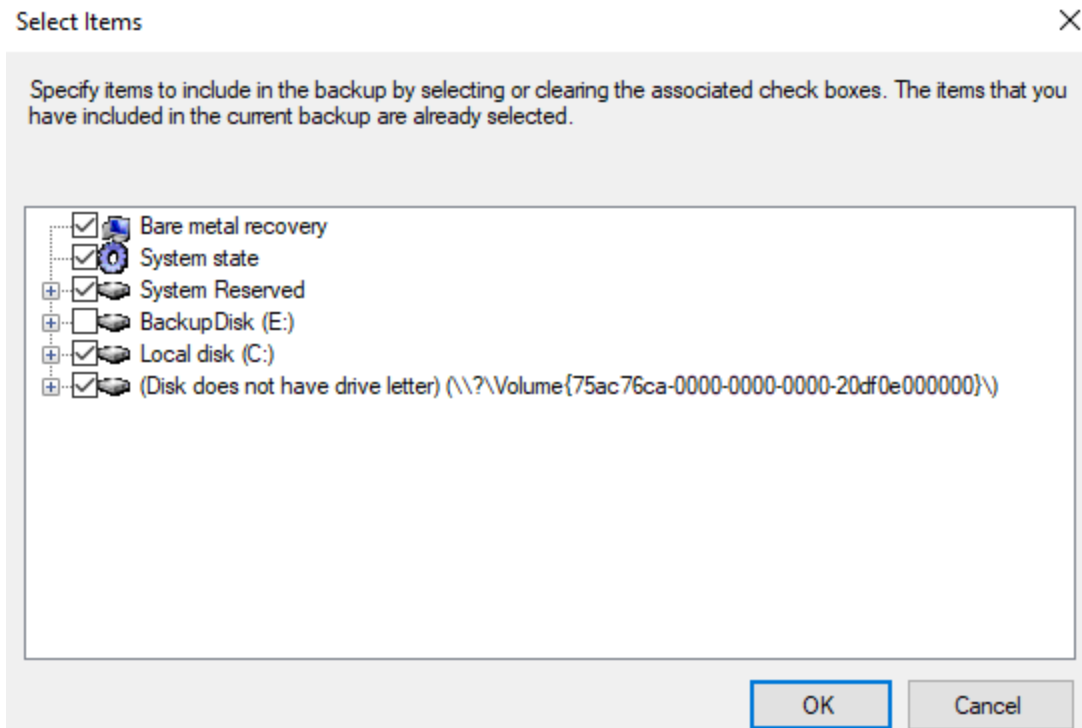 Select Items
Specify items to include in the backup by selecting or clearing the associated check boxes. The items that you
have included in the current backup are already selected.
Bare metal recovery
System state
System Reserved
BackupDisk (E:)
Local disk (C:)
(Disk does not have drive letter) (\\?\Volume{75ac76ca-0000-0000-0000-20df0e000000}\)
OK
Cancel